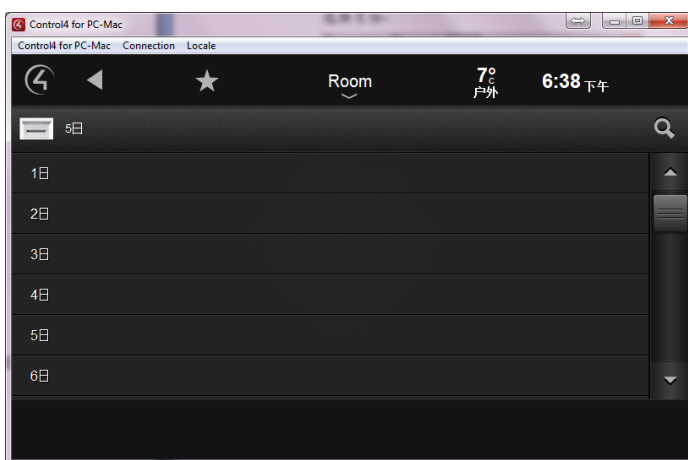 Control4 for PC-Mac
Control4 for PC-Mac Connection Locale
Room 7°C 6:38 下午
户外
5日
1日
2日
3日
4日
5日
6日